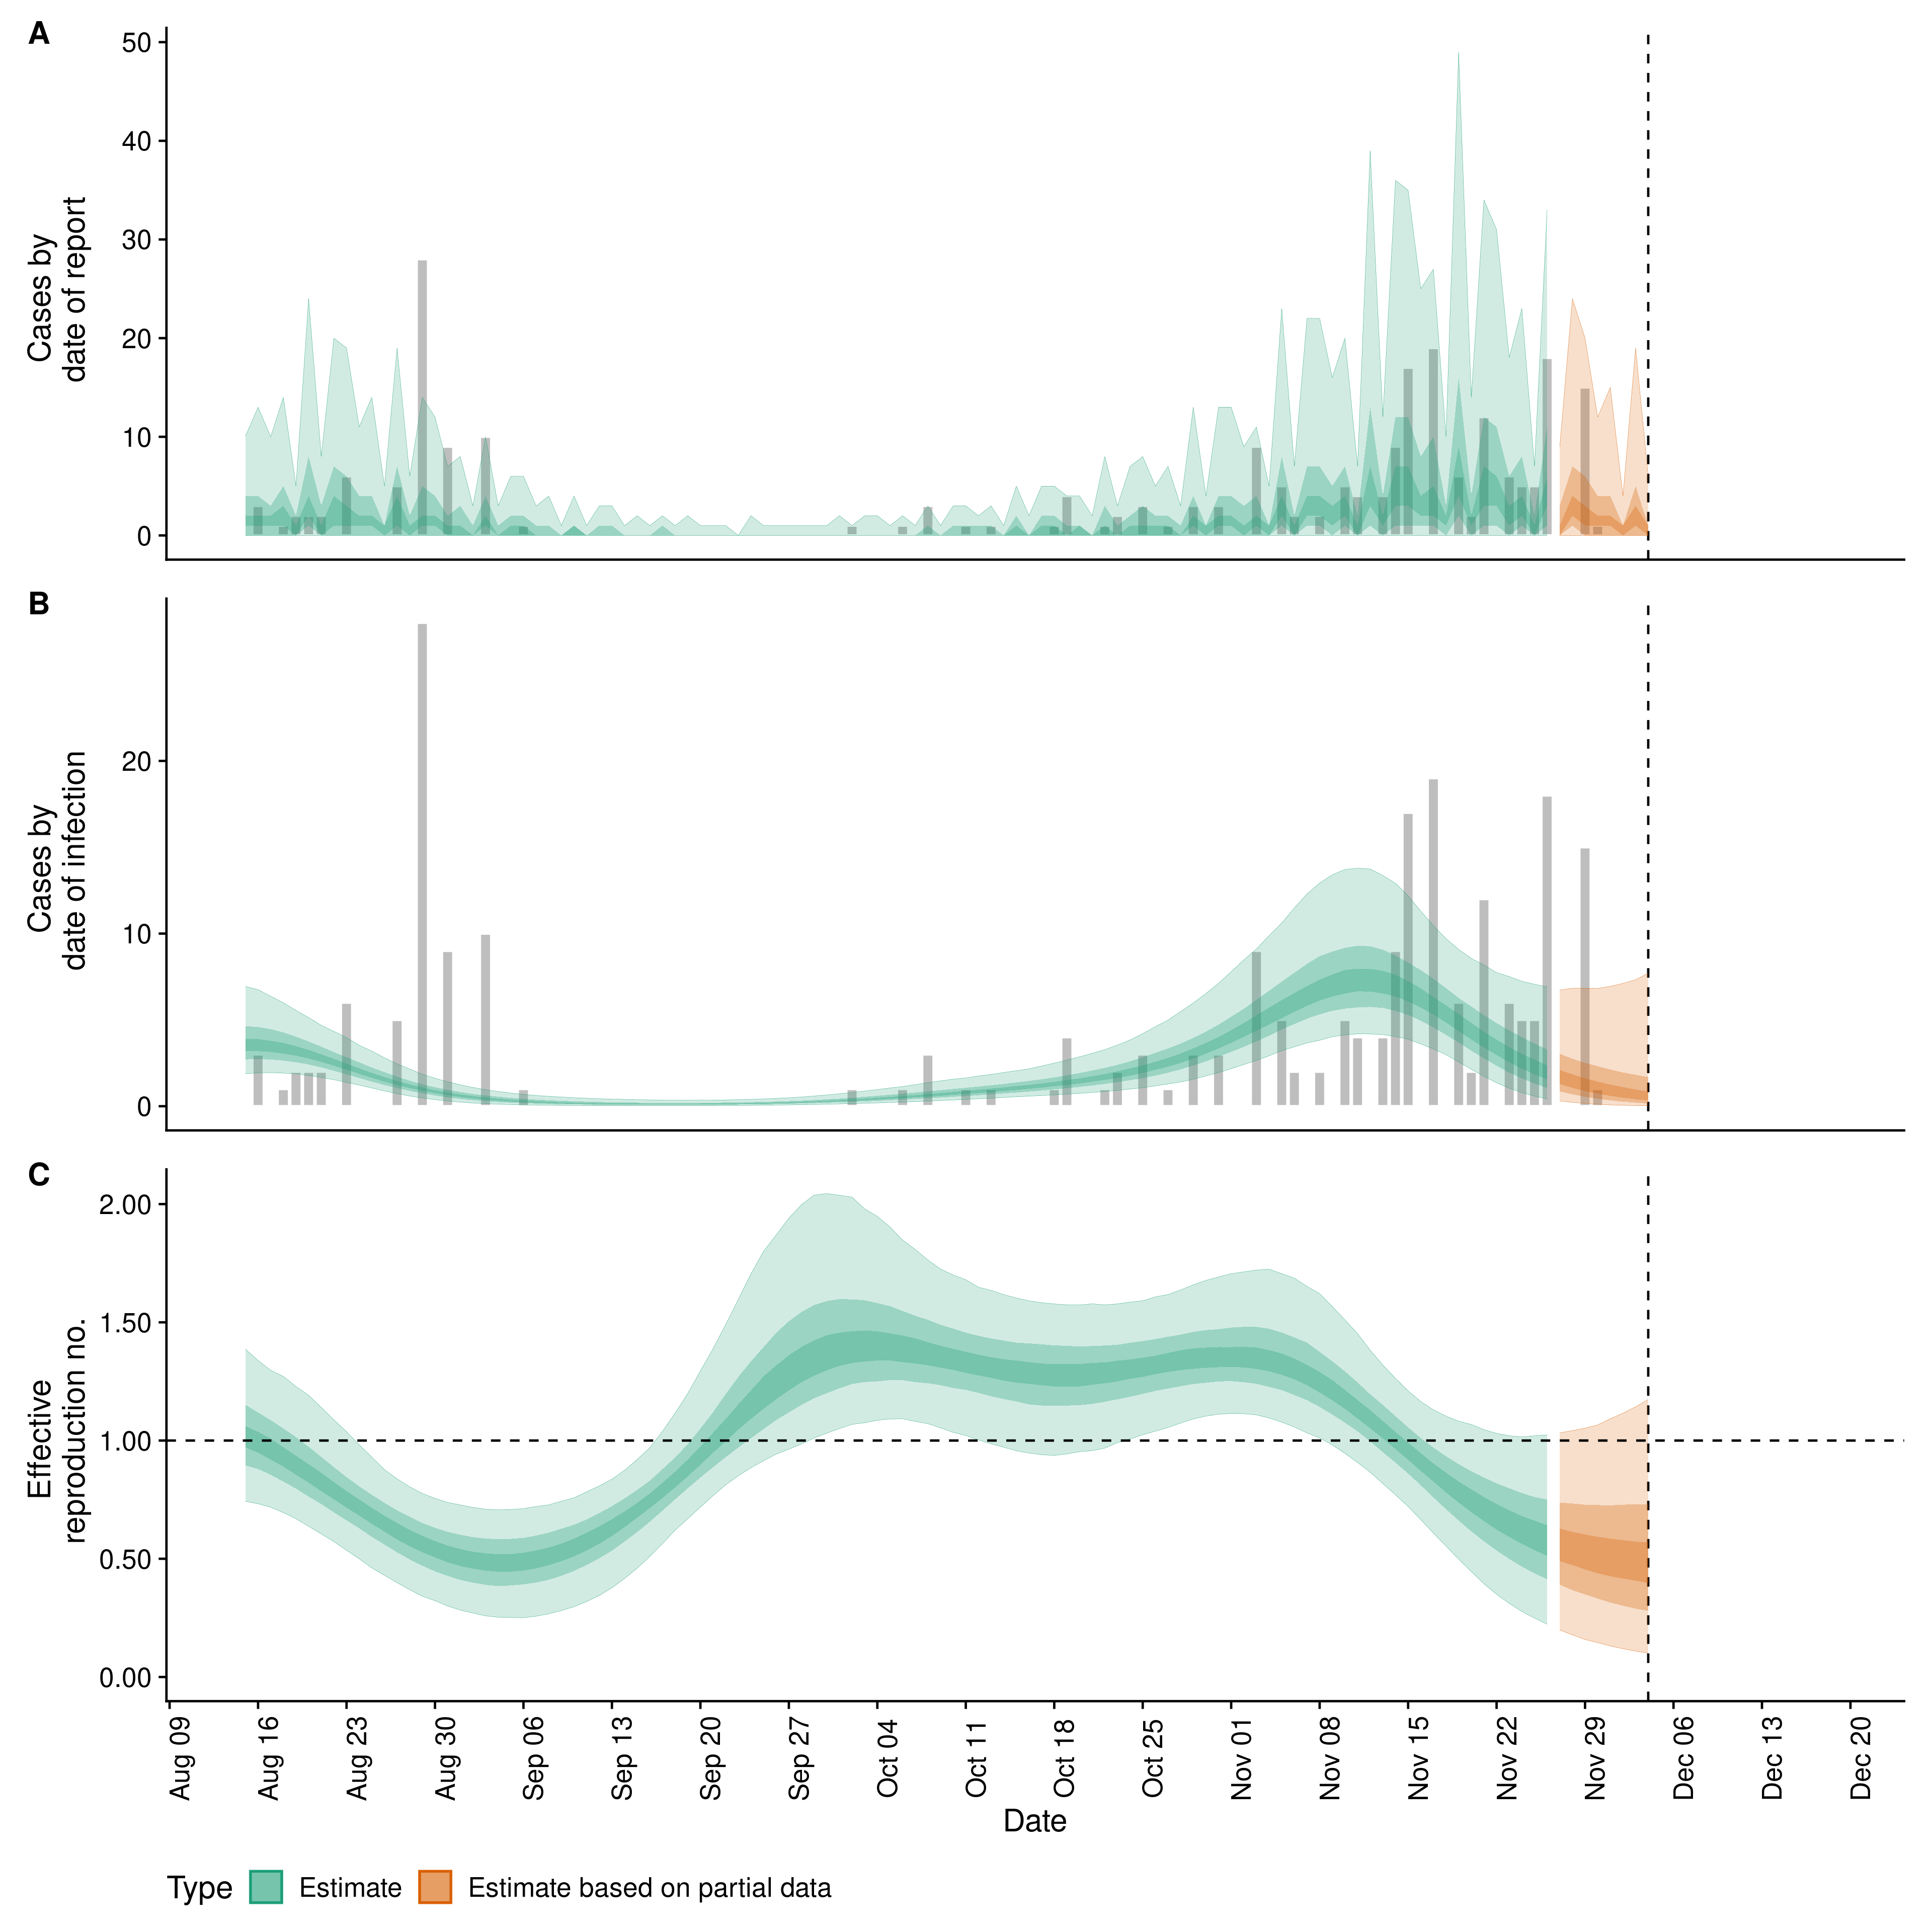 A
50
40
30
20
10
0
Cases by
date of report
B
20
10
0
Cases by
date of infection
C
2.00
1.50
1.00
0.50
0.00
Effective
reproduction no.
Aug 09
Aug 16
Aug 23
Aug 30
Sep 06
Sep 13
Sep 20
Sep 27
Oct 04
Oct 11
Oct 18
Oct 25
Nov 01
Nov 08
Nov 15
Nov 22
Nov 29
Dec 06
Dec 13
Dec 20
Date
Type Estimate Estimate based on partial data